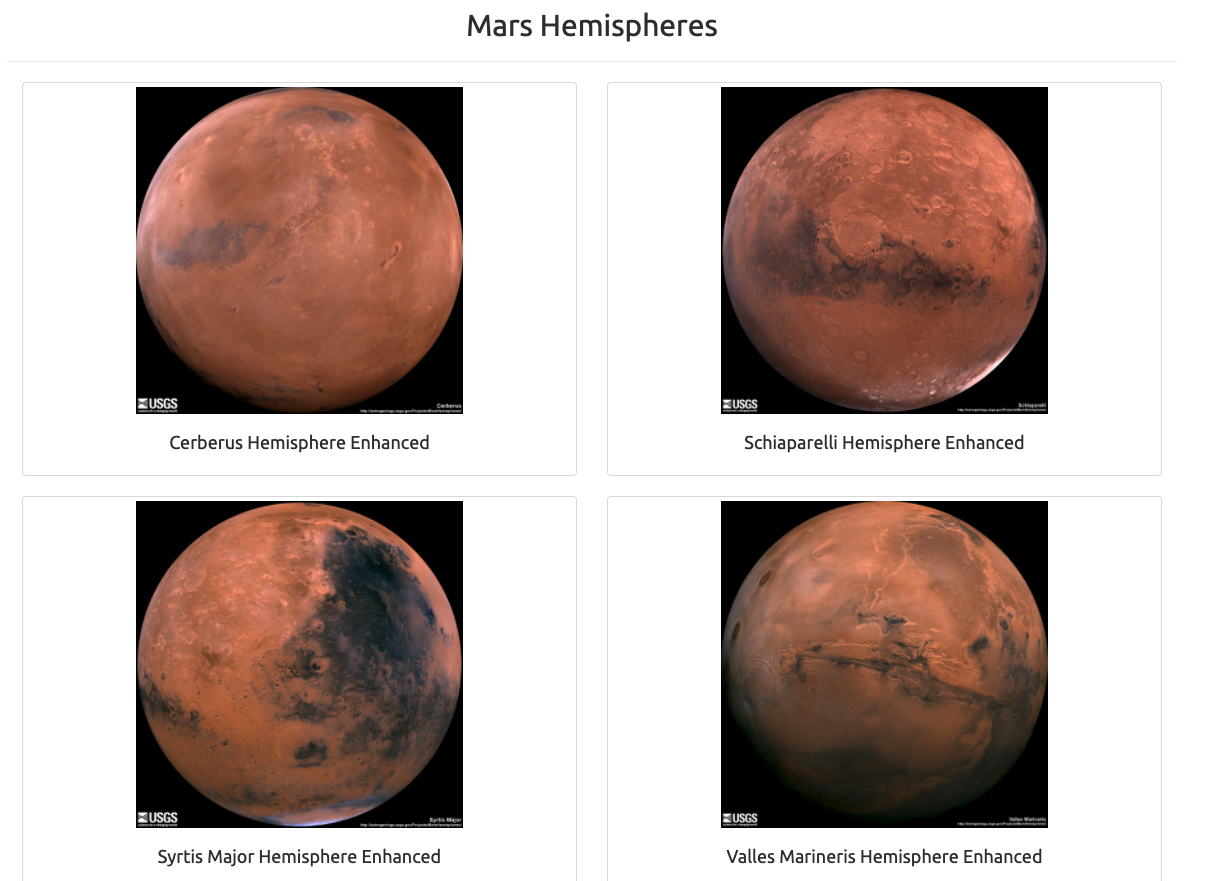 Mars Hemispheres
USGS
Cerberus
Cerberus Hemisphere Enhanced
USGS
Schiaparelli
Schiaparelli Hemisphere Enhanced
USGS
Syrtis Major
Syrtis Major Hemisphere Enhanced
USGS
Valles Marineris
Valles Marineris Hemisphere Enhanced